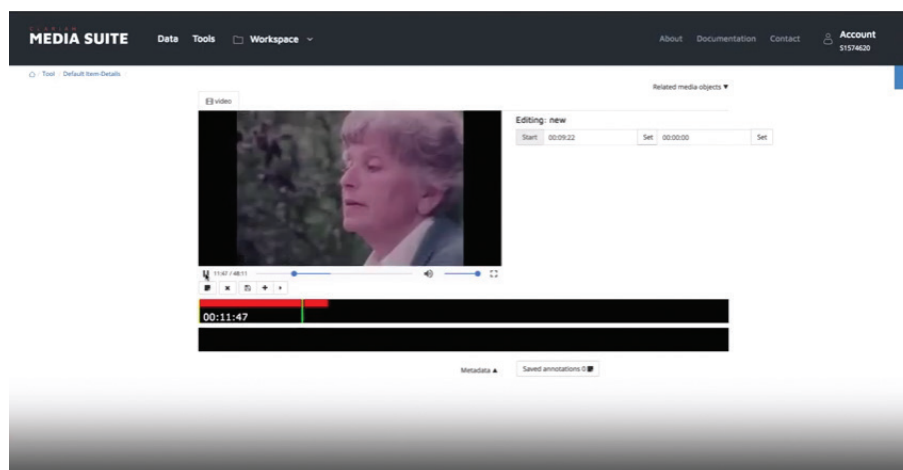 CLARIAH
MEDIA SUITE Data Tools Workspace About Documentation Contact Account
S1574620
Tool / Default Item-Details
Related media objects ▼
video
Editing: new
Start 00:09:22 Set 00:00:00 Set
11:47 / 48:11
00:11:47
Metadata ▲ Saved annotations 0